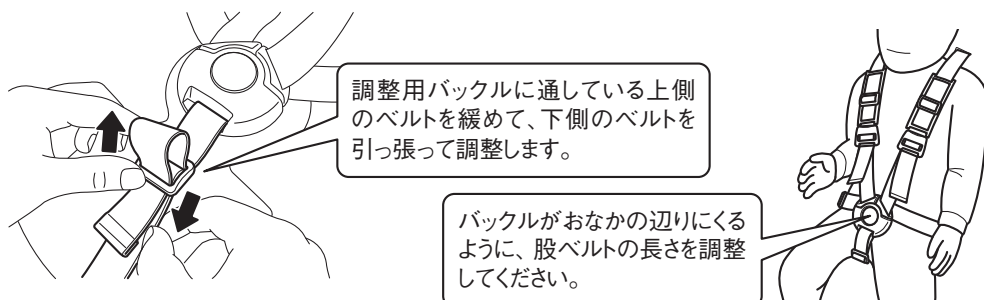 調整用バックルに通している上側
のベルトを緩めて、下側のベルトを
引っ張って調整します。
バックルがおなかの辺りにくる
ように、股ベルトの長さを調整
してください。